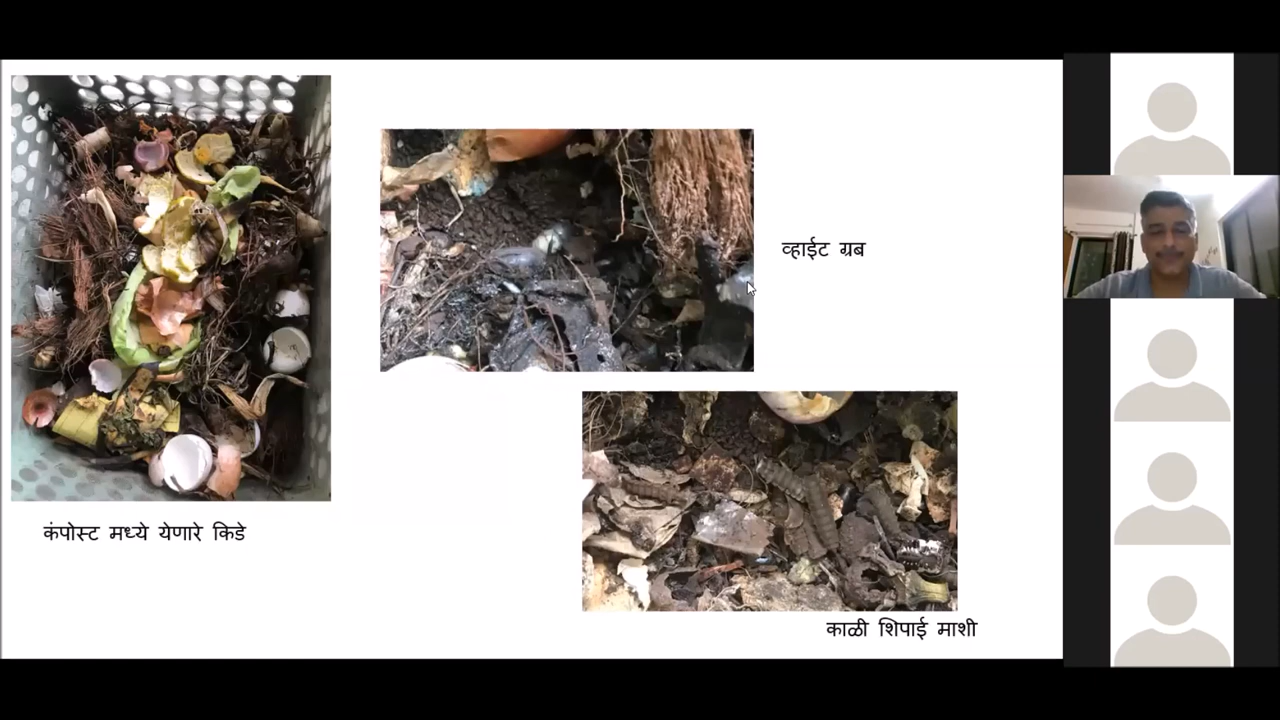 व्हाईट ग्रब
कंपोस्ट मध्ये येणारे किडे
काळी शिपाई माशी